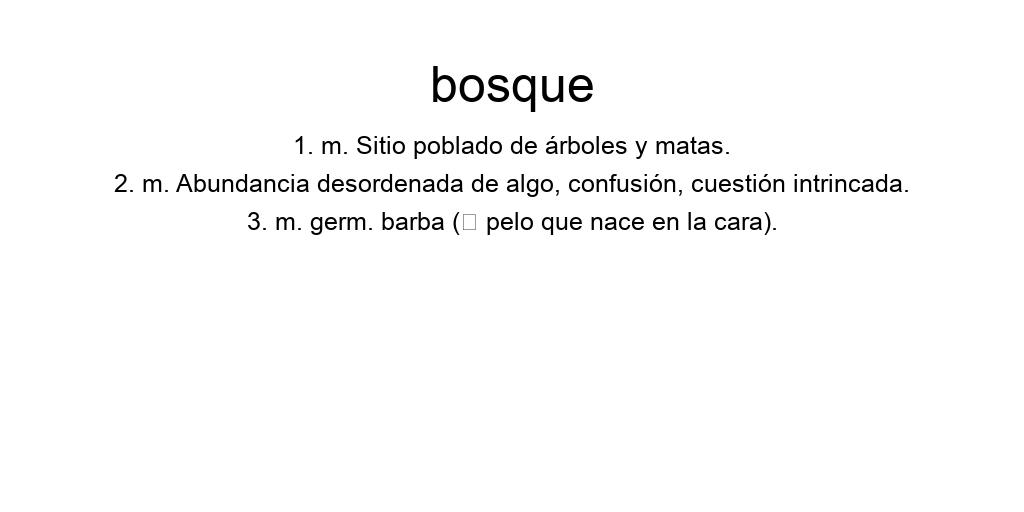 bosque
1. m. Sitio poblado de árboles y matas.
2. m. Abundancia desordenada de algo, confusión, cuestión intrincada.
3. m. germ. barba (□ pelo que nace en la cara).